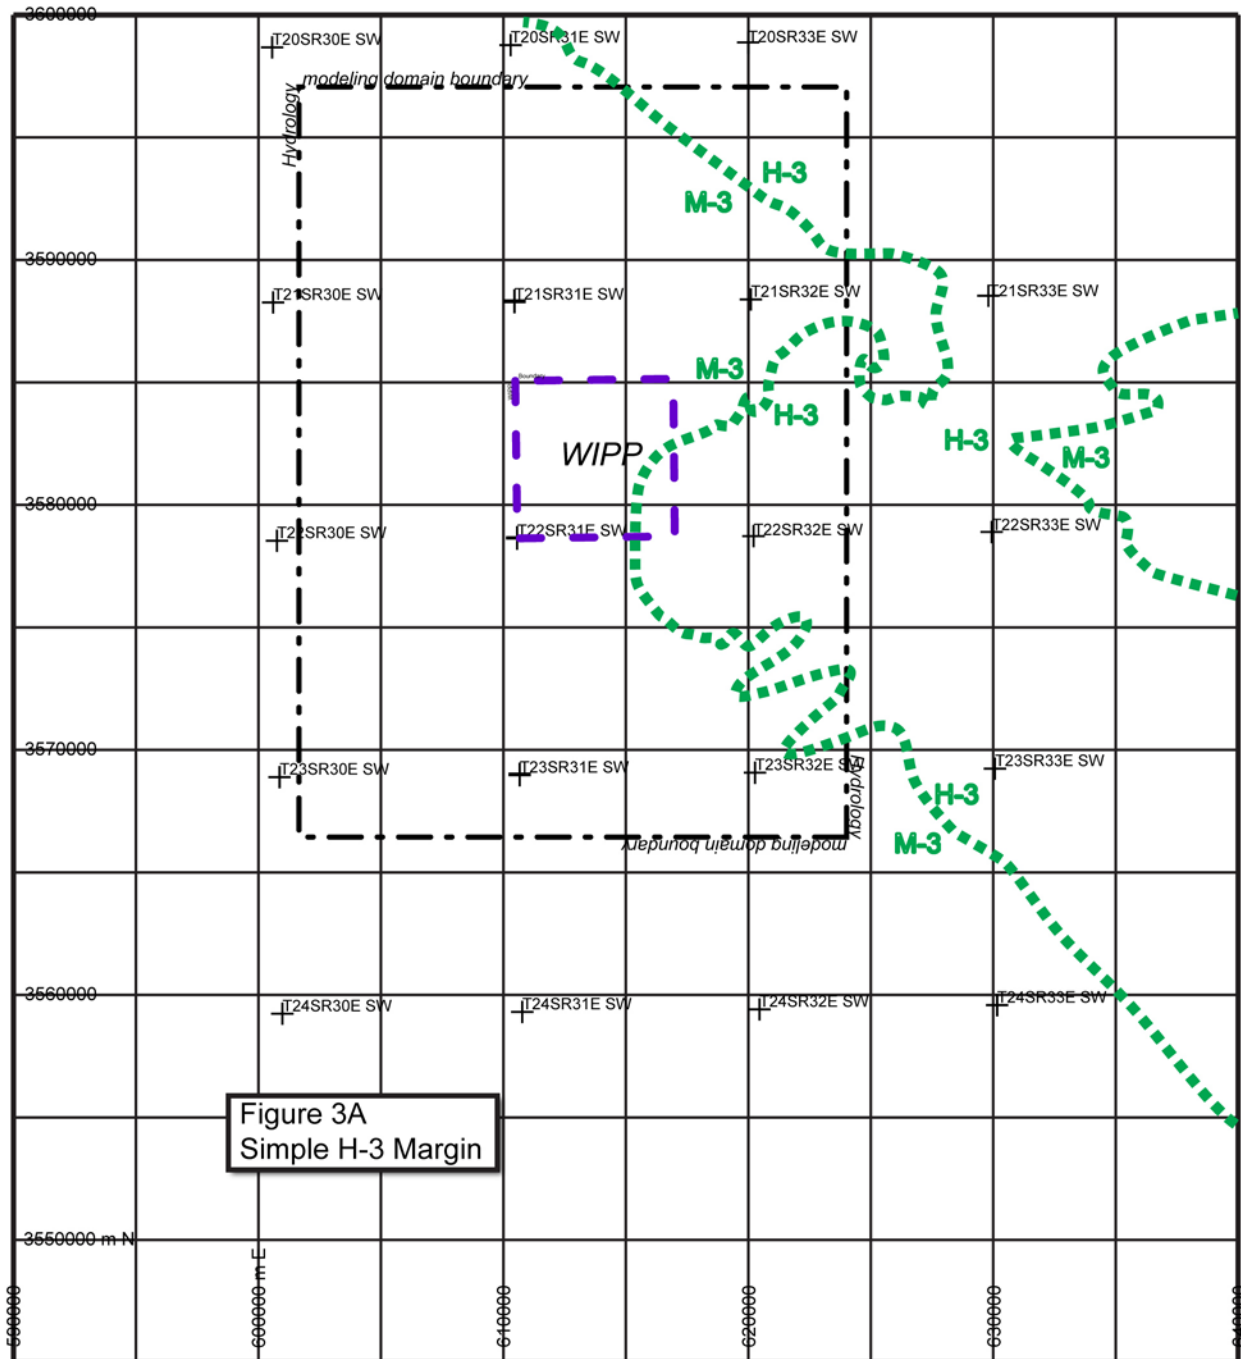 3600000
T20SR30E SW
T20SR31E SW
T20SR33E SW
modeling domain boundary
Hydrology
H-3
M-3
3590000
T21SR30E SW
T21SR31E SW
T21SR32E SW
T21SR33E SW
M-3
Boundary
H-3
H-3
M-3
WIPP
3580000
T22SR30E SW
T22SR31E SW
T22SR32E SW
T22SR33E SW
3570000
T23SR30E SW
T23SR31E SW
T23SR32E SW
T23SR33E SW
Hydrology
modeling domain boundary
H-3
M-3
3560000
T24SR30E SW
T24SR31E SW
T24SR32E SW
T24SR33E SW
Figure 3A
Simple H-3 Margin
3550000 m N
590000
600000 m E
610000
620000
630000
640000